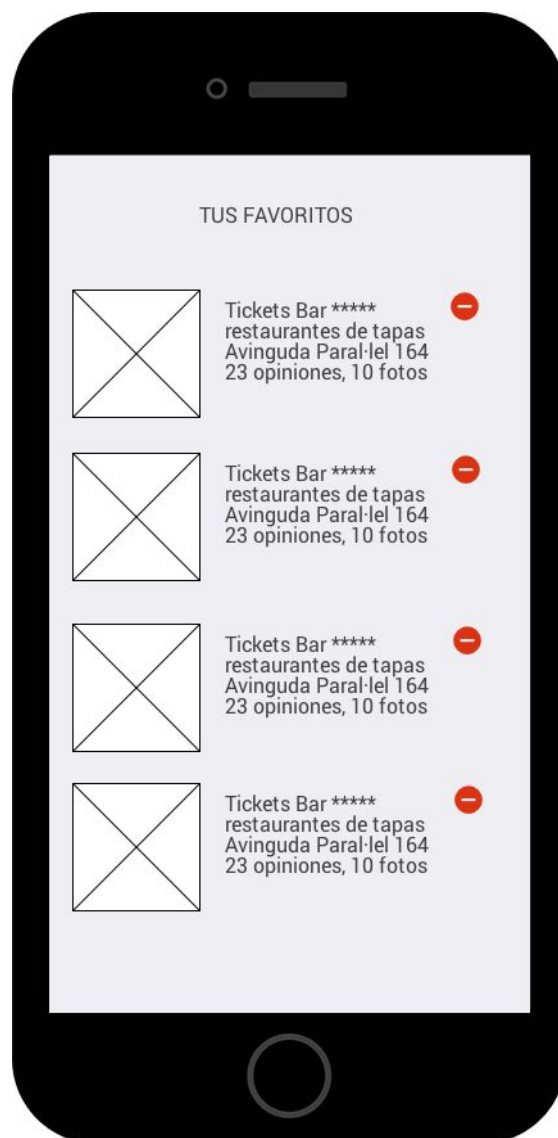 TUS FAVORITOS
Tickets Bar *****
restaurantes de tapas
Avinguda Paral·lel 164
23 opiniones, 10 fotos
Tickets Bar *****
restaurantes de tapas
Avinguda Paral·lel 164
23 opiniones, 10 fotos
Tickets Bar *****
restaurantes de tapas
Avinguda Paral·lel 164
23 opiniones, 10 fotos
Tickets Bar *****
restaurantes de tapas
Avinguda Paral·lel 164
23 opiniones, 10 fotos